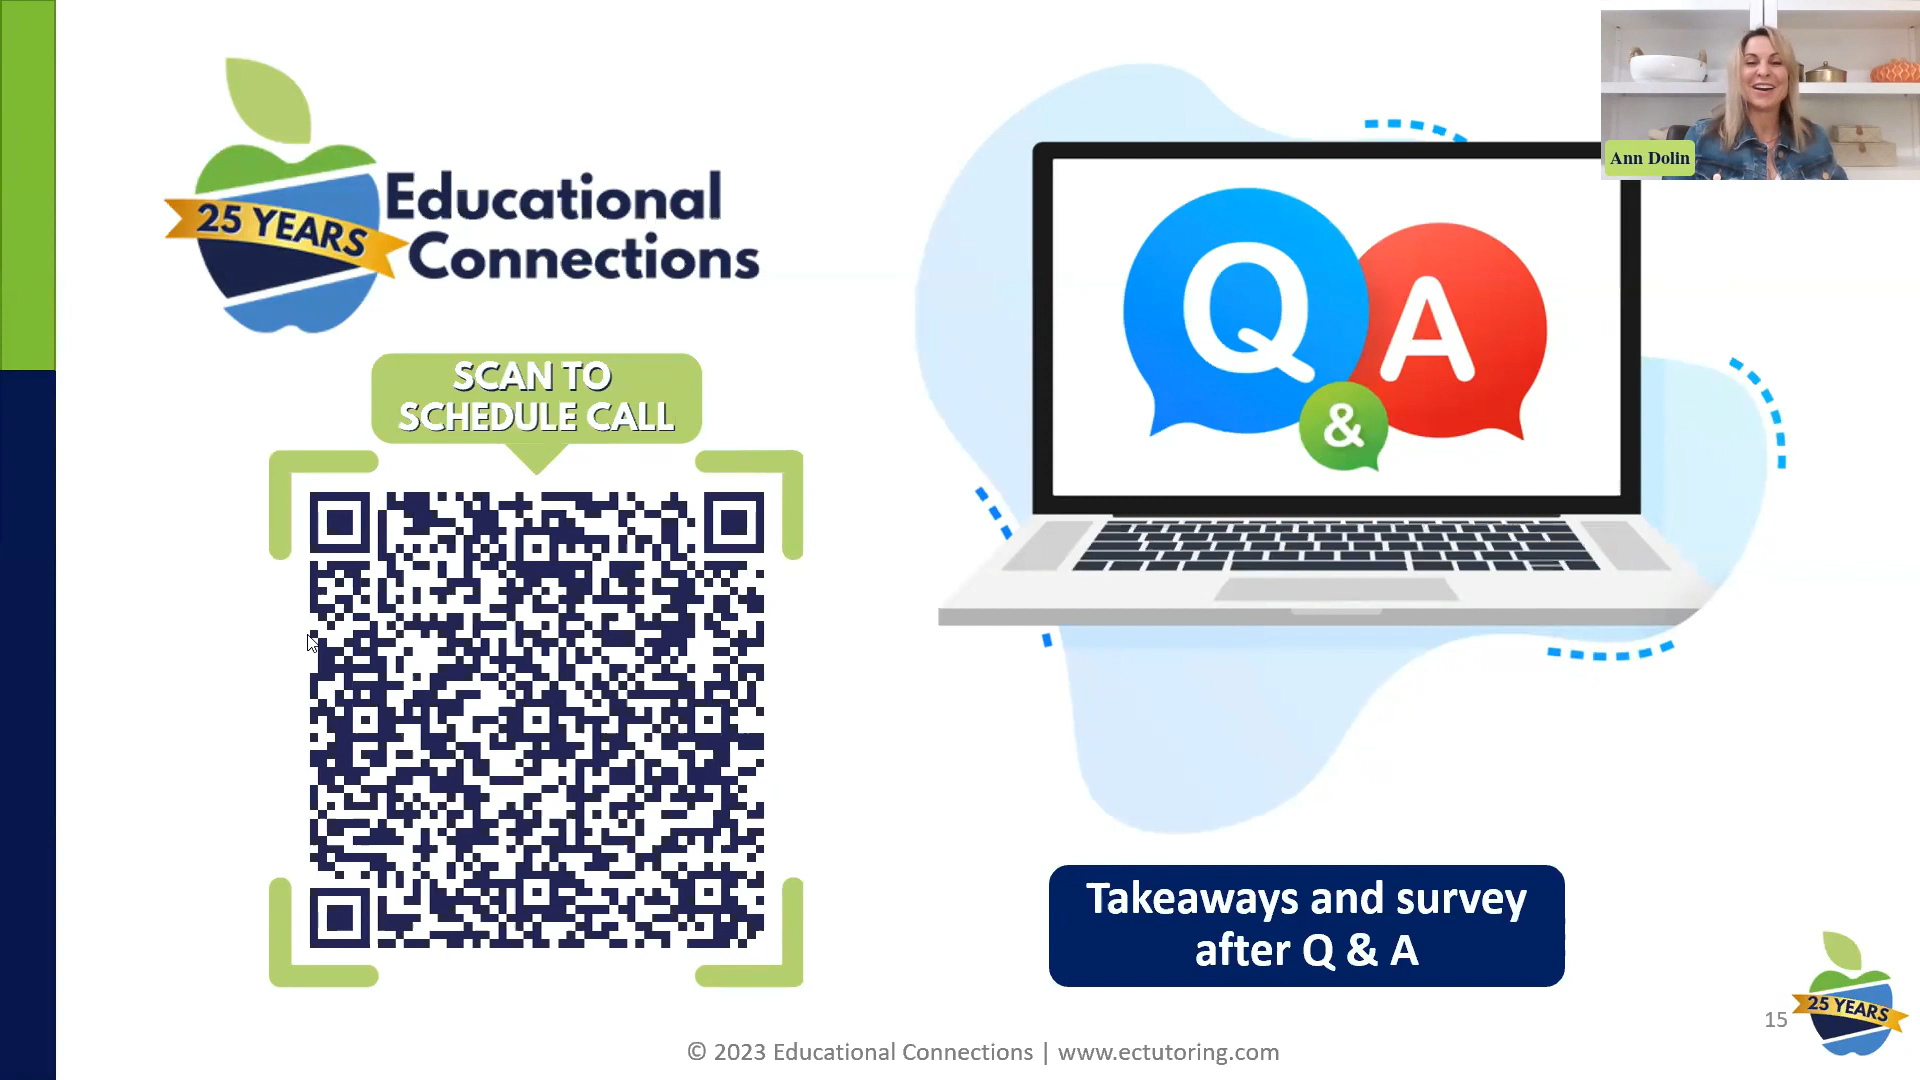 25 YEARS
Educational
Connections
SCAN TO
SCHEDULE CALL
Q & A
Ann Dolin
Takeaways and survey
after Q & A
15
25 YEARS
© 2023 Educational Connections | www.ectutoring.com